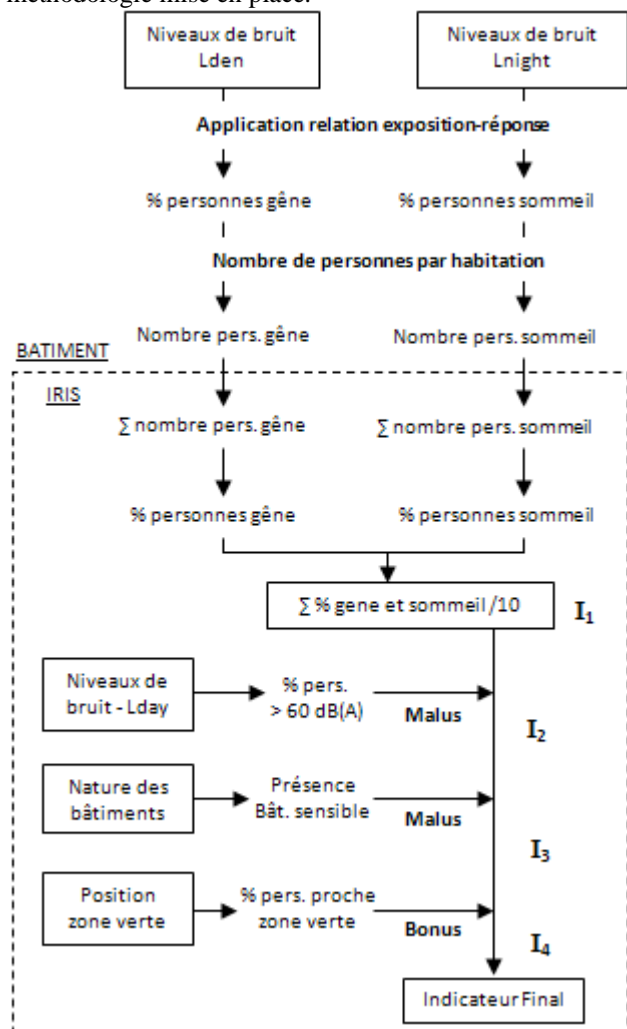 méthodologie mise en place.
Niveaux de bruit
Lden
Niveaux de bruit
Lnight
Application relation exposition-réponse
% personnes gêne
% personnes sommeil
Nombre de personnes par habitation
Nombre pers. gêne
Nombre pers. sommeil
BATIMENT
IRIS
∑ nombre pers. gêne
∑ nombre pers. sommeil
% personnes gêne
% personnes sommeil
∑ % gene et sommeil /10
I₁
Niveaux de
bruit - Lday
% pers.
> 60 dB(A)
Malus
I₂
Nature des
bâtiments
Présence
Bât. sensible
Malus
I₃
Position
zone verte
% pers. proche
zone verte
Bonus
I₄
Indicateur Final